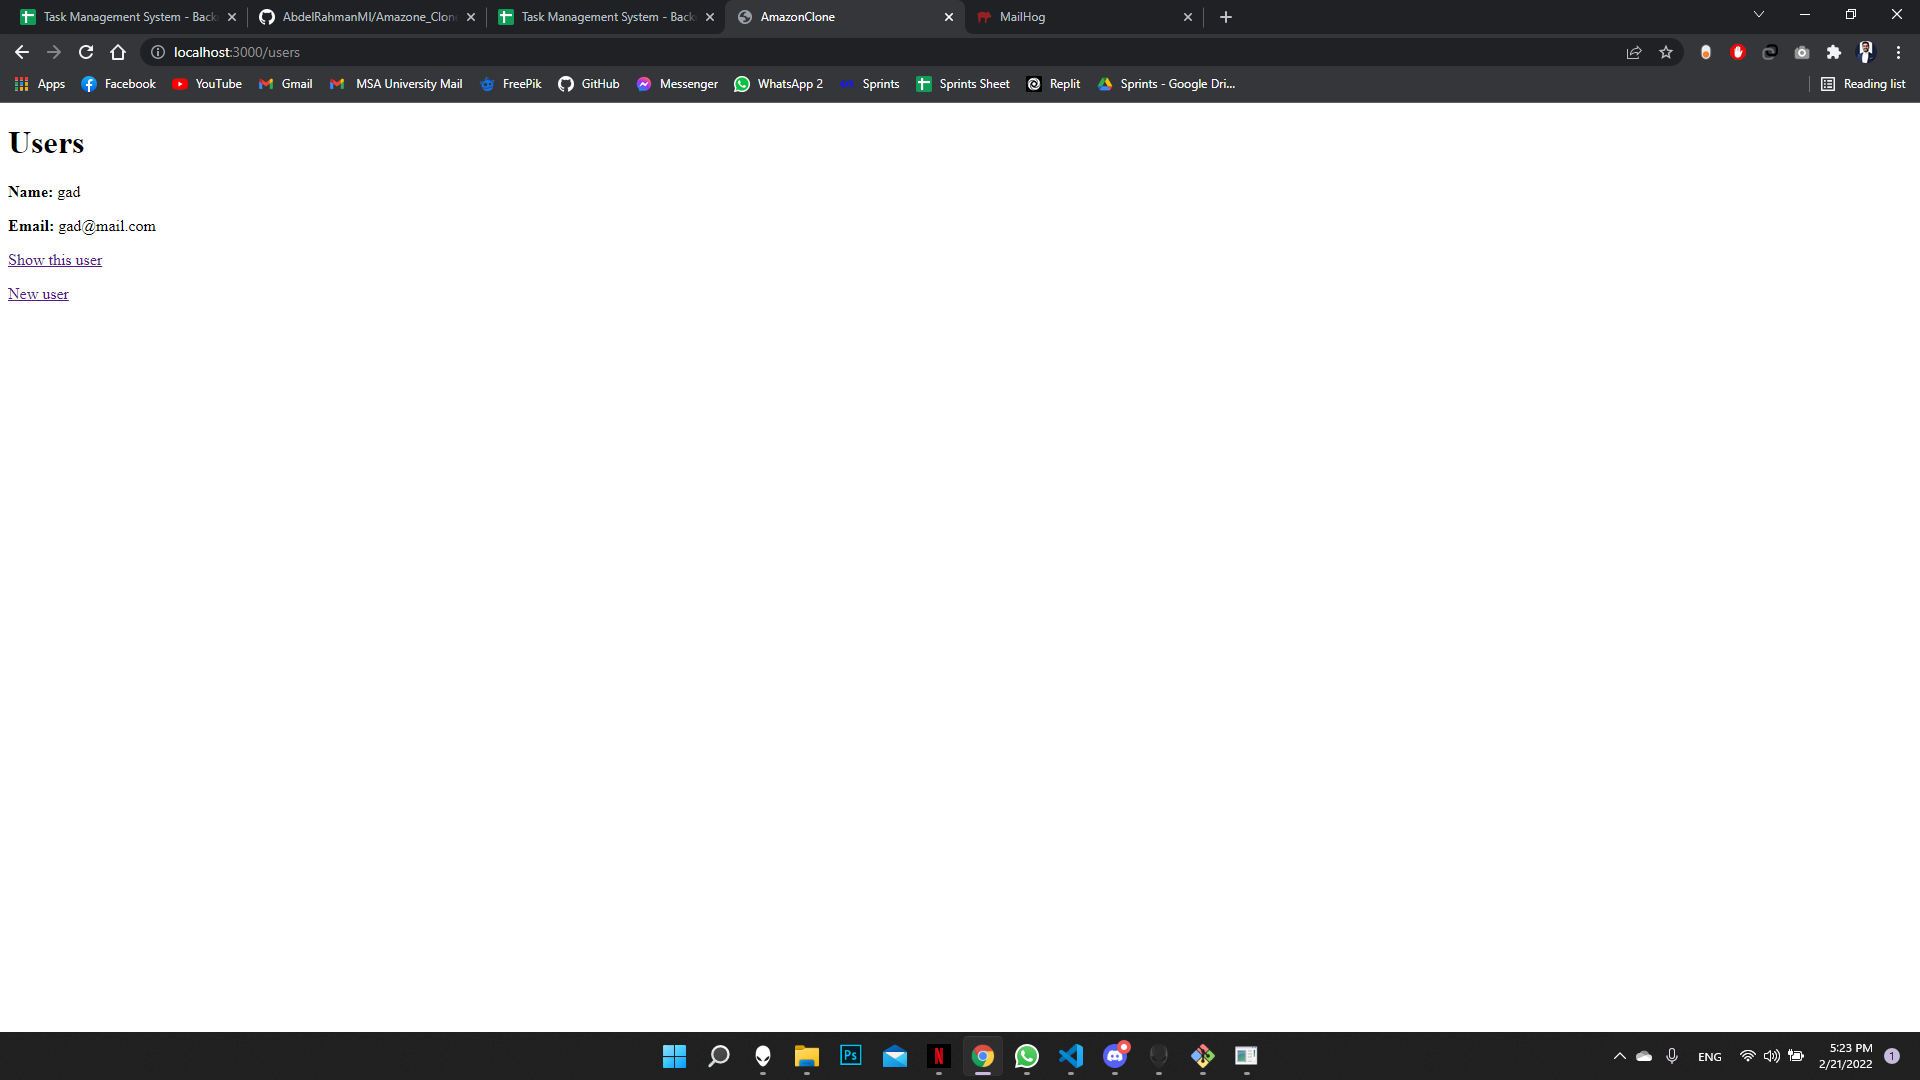 Task Management System - Back
AbdelRahmanMI/Amazone_Clon
Task Management System - Back
AmazonClone
MailHog
localhost:3000/users
Apps
Facebook
YouTube
Gmail
MSA University Mail
FreePik
GitHub
Messenger
WhatsApp 2
Sprints
Sprints Sheet
Replit
Sprints - Google Dri...
Reading list
Users
Name: gad
Email: gad@mail.com
Show this user
New user
Ps
N
ENG
5:23 PM
2/21/2022
1